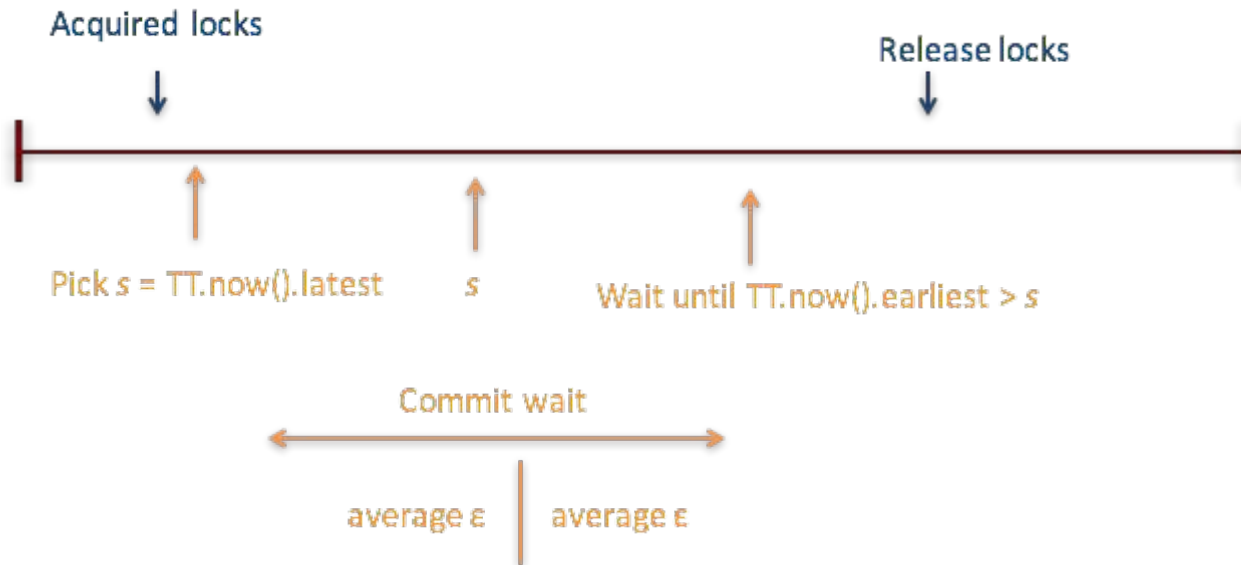 Acquired locks
Release locks
Pick s = TT.now().latest
s
Wait until TT.now().earliest > s
Commit wait
average ε
average ε